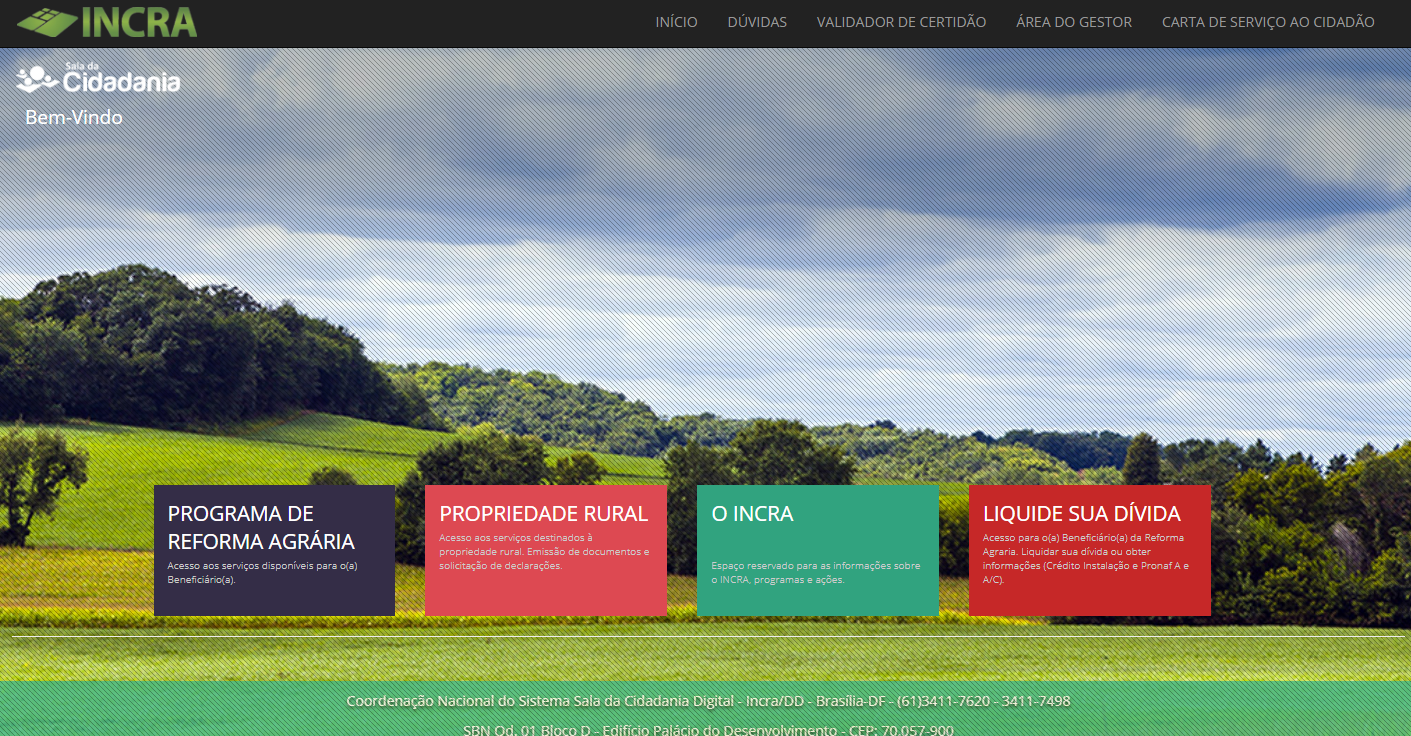 INCRA
INÍCIO DÚVIDAS VALIDADOR DE CERTIDÃO ÁREA DO GESTOR CARTA DE SERVIÇO AO CIDADÃO
Sala da
Cidadania
Bem-Vindo
PROGRAMA DE
REFORMA AGRÁRIA
Acesso aos serviços disponíveis para o(a)
Beneficiário(a).
PROPRIEDADE RURAL
Acesso aos serviços destinados à
propriedade rural. Emissão de documentos e
solicitação de declarações.
O INCRA
Espaço reservado para as informações sobre
o INCRA, programas e ações.
LIQUIDE SUA DÍVIDA
Acesso para o(a) Beneficiário(a) da Reforma
Agraria. Liquidar sua dívida ou obter
informações (Crédito Instalação e Pronaf A e
A/C).
Coordenação Nacional do Sistema Sala da Cidadania Digital - Incra/DD - Brasília-DF - (61)3411-7620 - 3411-7498
SBN Qd. 01 Bloco D - Edifício Palácio do Desenvolvimento - CEP: 70.057-900